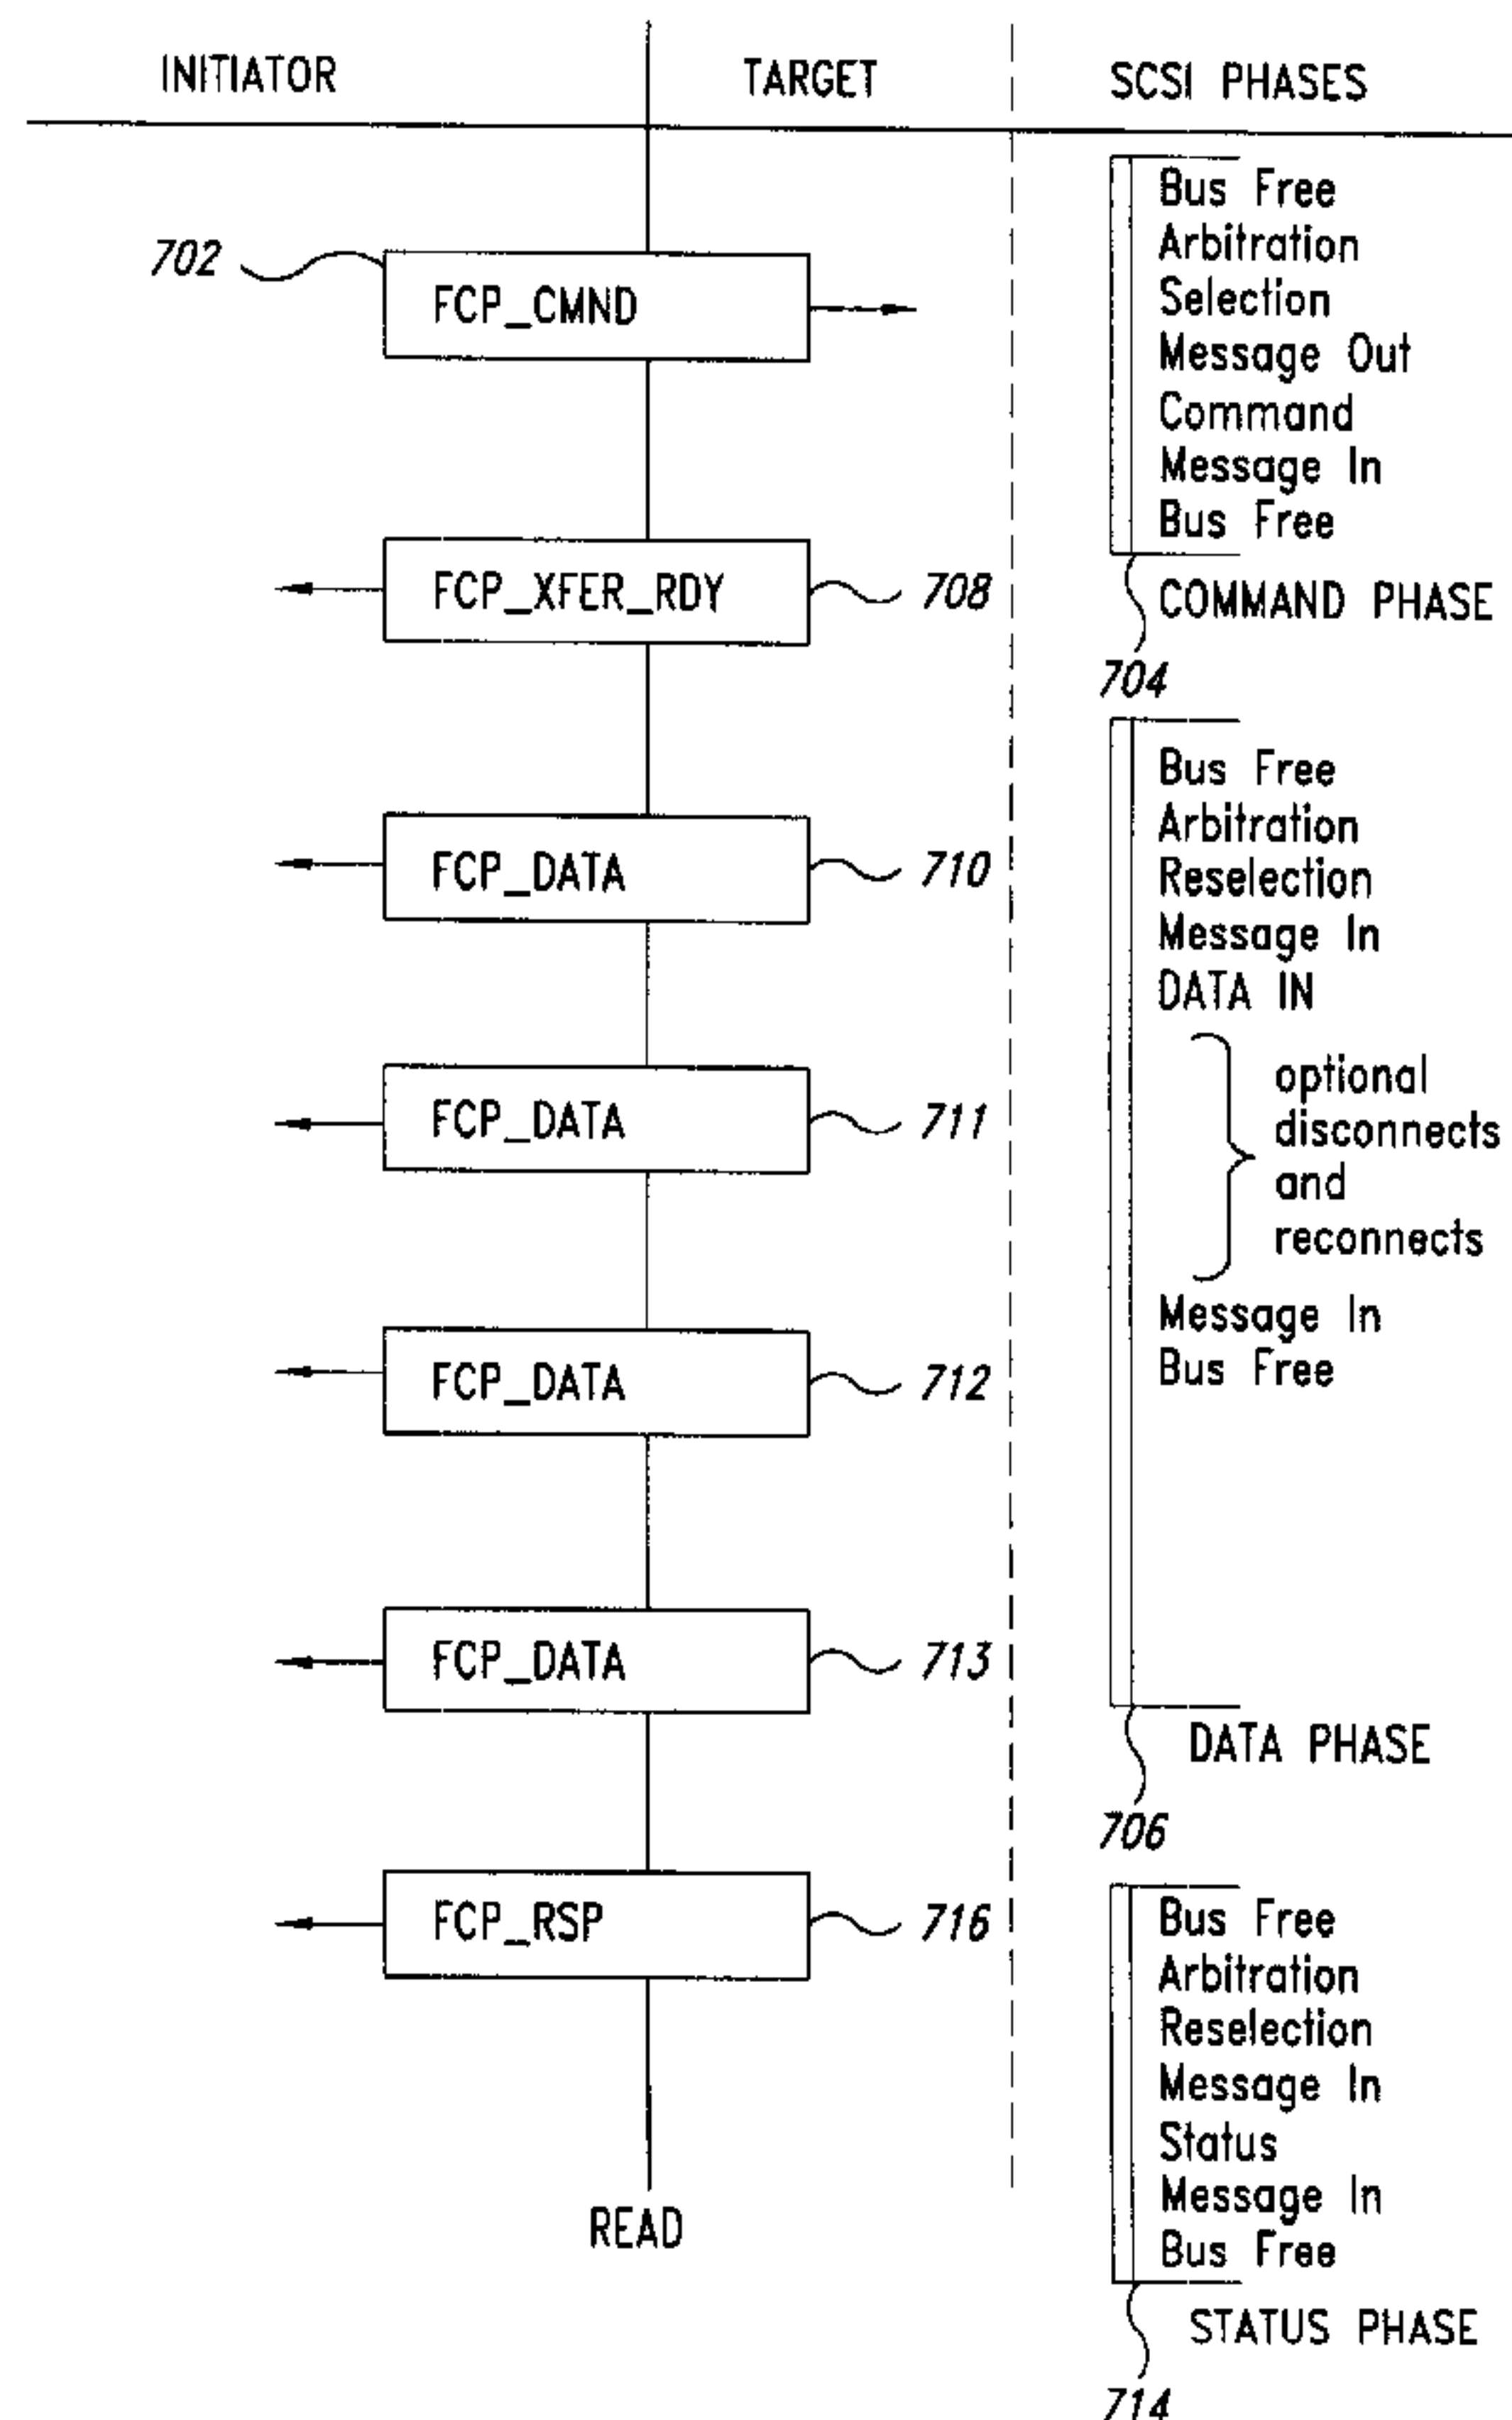 INITIATOR
TARGET
SCSI PHASES
702
FCP_CMND
FCP_XFER_RDY
708
FCP_DATA
710
FCP_DATA
711
FCP_DATA
712
FCP_DATA
713
FCP_RSP
716
READ
Bus Free
Arbitration
Selection
Message Out
Command
Message In
Bus Free
COMMAND PHASE
704
Bus Free
Arbitration
Reselection
Message In
DATA IN
optional
disconnects
and
reconnects
Message In
Bus Free
DATA PHASE
706
Bus Free
Arbitration
Reselection
Message In
Status
Message In
Bus Free
STATUS PHASE
714